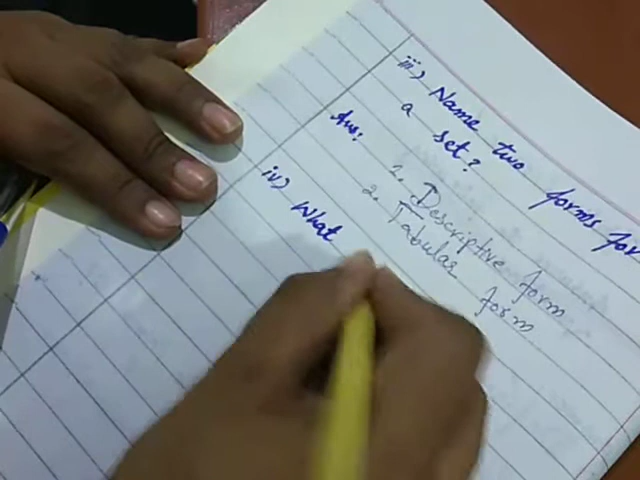 iii) Name two forms for
a set?
Ans: 1. Descriptive form
2. Tabular form
iv) What